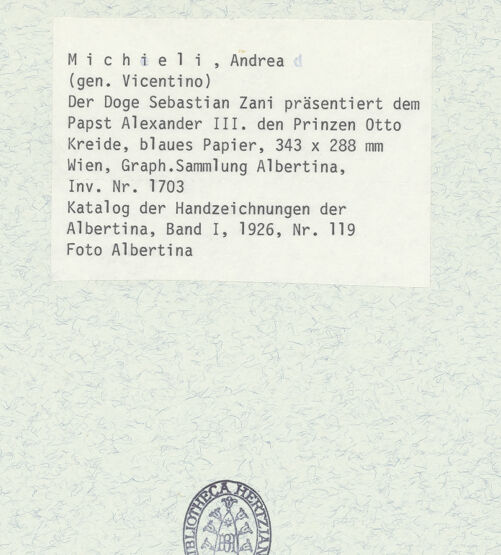 M i c h i e l i , Andrea d
(gen. Vicentino)
Der Doge Sebastian Zani präsentiert dem
Papst Alexander III. den Prinzen Otto
Kreide, blaues Papier, 343 x 288 mm
Wien, Graph.Sammlung Albertina,
Inv. Nr. 1703
Katalog der Handzeichnungen der
Albertina, Band I, 1926, Nr. 119
Foto Albertina
BIBLIOTHECA HERTZIAN